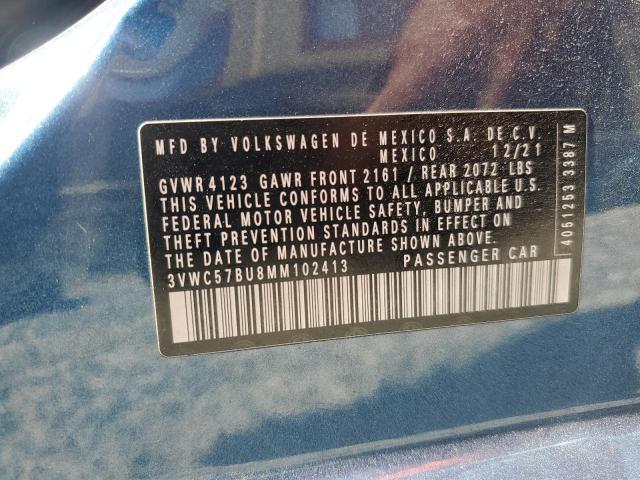 MFD BY VOLKSWAGEN DE MEXICO S.A. DE C.V.
MEXICO 12/21
GVWR 4123 GAWR FRONT 2161 / REAR 2072 LBS
THIS VEHICLE CONFORMS TO ALL APPLICABLE U.S.
FEDERAL MOTOR VEHICLE SAFETY, BUMPER AND
THEFT PREVENTION STANDARDS IN EFFECT ON
THE DATE OF MANUFACTURE SHOWN ABOVE.
3VWC57BU8MM102413 PASSENGER CAR
4051253 3387 M